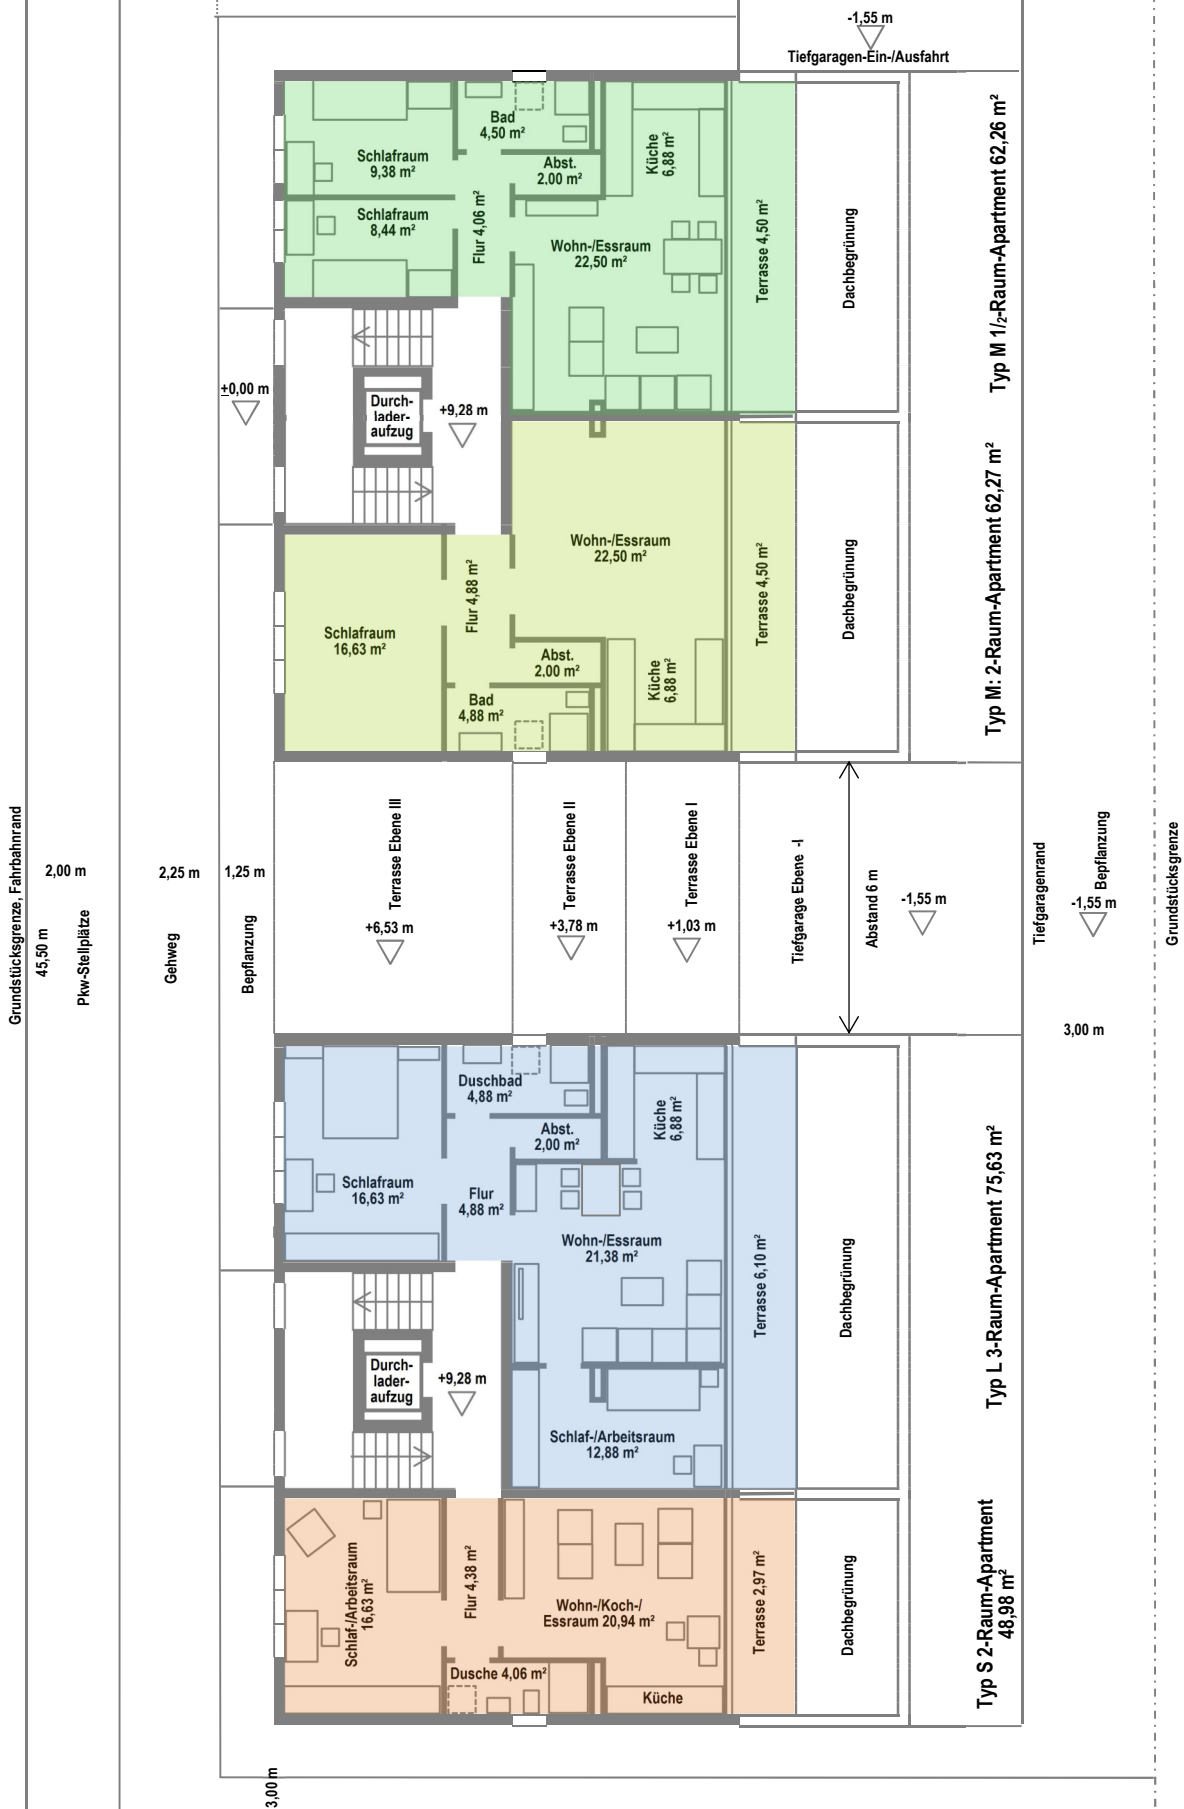 -1,55 m
Tiefgaragen-Ein-/Ausfahrt
Bad
4,50 m²
Schlafraum
9,38 m²
Abst.
2,00 m²
Küche
6,88 m²
Schlafraum
8,44 m²
Flur 4,06 m²
Wohn-/Essraum
22,50 m²
Terrasse 4,50 m²
Dachbegrünung
Typ M 1/2-Raum-Apartment 62,26 m²
+0,00 m
Durch-
lader-
aufzug
+9,28 m
Wohn-/Essraum
22,50 m²
Flur 4,88 m²
Schlafraum
16,63 m²
Abst.
2,00 m²
Küche
6,88 m²
Bad
4,88 m²
Terrasse 4,50 m²
Dachbegrünung
Typ M: 2-Raum-Apartment 62,27 m²
Grundstücksgrenze, Fahrbahnrand
45,50 m
2,00 m
Pkw-Stellplätze
2,25 m
Gehweg
1,25 m
Bepflanzung
Terrasse Ebene III
+6,53 m
Terrasse Ebene II
+3,78 m
Terrasse Ebene I
+1,03 m
Tiefgarage Ebene -I
Abstand 6 m
-1,55 m
Tiefgaragenrand
Bepflanzung
-1,55 m
Grundstücksgrenze
3,00 m
Duschbad
4,88 m²
Abst.
2,00 m²
Küche
6,88 m²
Schlafraum
16,63 m²
Flur
4,88 m²
Wohn-/Essraum
21,38 m²
Terrasse 6,10 m²
Dachbegrünung
Typ L 3-Raum-Apartment 75,63 m²
Durch-
lader-
aufzug
+9,28 m
Schlaf-/Arbeitsraum
12,88 m²
Schlaf-/Arbeitsraum
16,63 m²
Flur 4,38 m²
Wohn-/Koch-/
Essraum 20,94 m²
Dusche 4,06 m²
Küche
Terrasse 2,97 m²
Dachbegrünung
Typ S 2-Raum-Apartment
48,98 m²
3,00 m